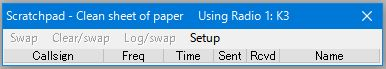 Scratchpad - Clean sheet of paper Using Radio 1: K3
Swap Clear/swap Log/swap Setup
Callsign Freq Time Sent Rcvd Name